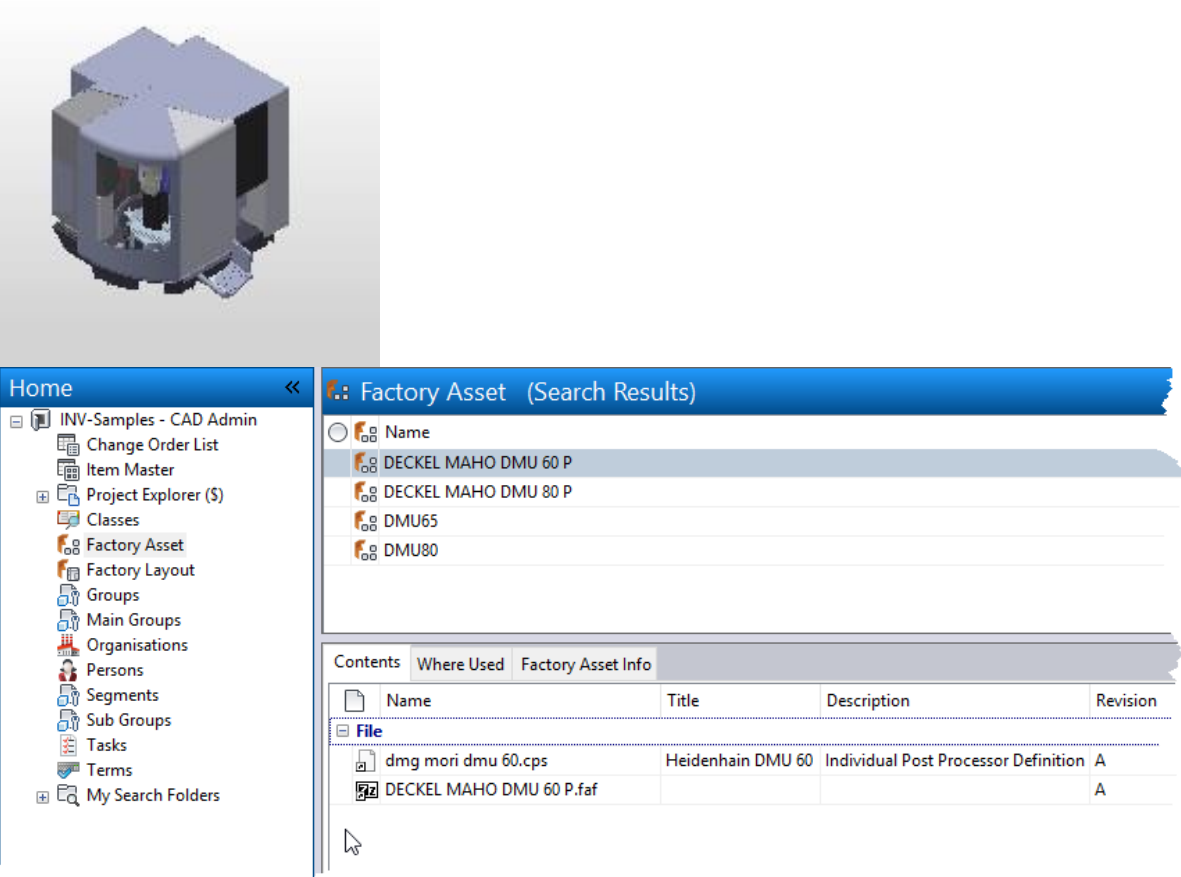 Home «
INV-Samples - CAD Admin
Change Order List
Item Master
Project Explorer ($)
Classes
Factory Asset
Factory Layout
Groups
Main Groups
Organisations
Persons
Segments
Sub Groups
Tasks
Terms
My Search Folders
Factory Asset (Search Results)
Name
DECKEL MAHO DMU 60 P
DECKEL MAHO DMU 80 P
DMU65
DMU80
Contents Where Used Factory Asset Info
Name Title Description Revision
File
dmg mori dmu 60.cps Heidenhain DMU 60 Individual Post Processor Definition A
DECKEL MAHO DMU 60 P.faf A